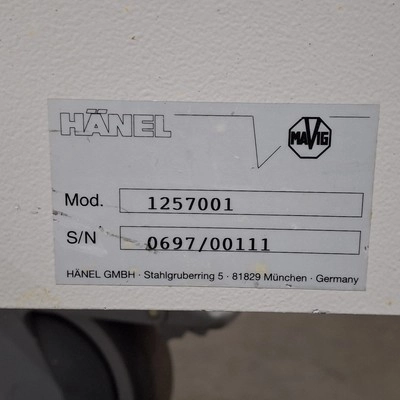 HÄNEL
MAVIG
Mod. 1257001
S/N 0697/00111
HÄNEL GMBH · Stahlgruberring 5 · 81829 München · Germany